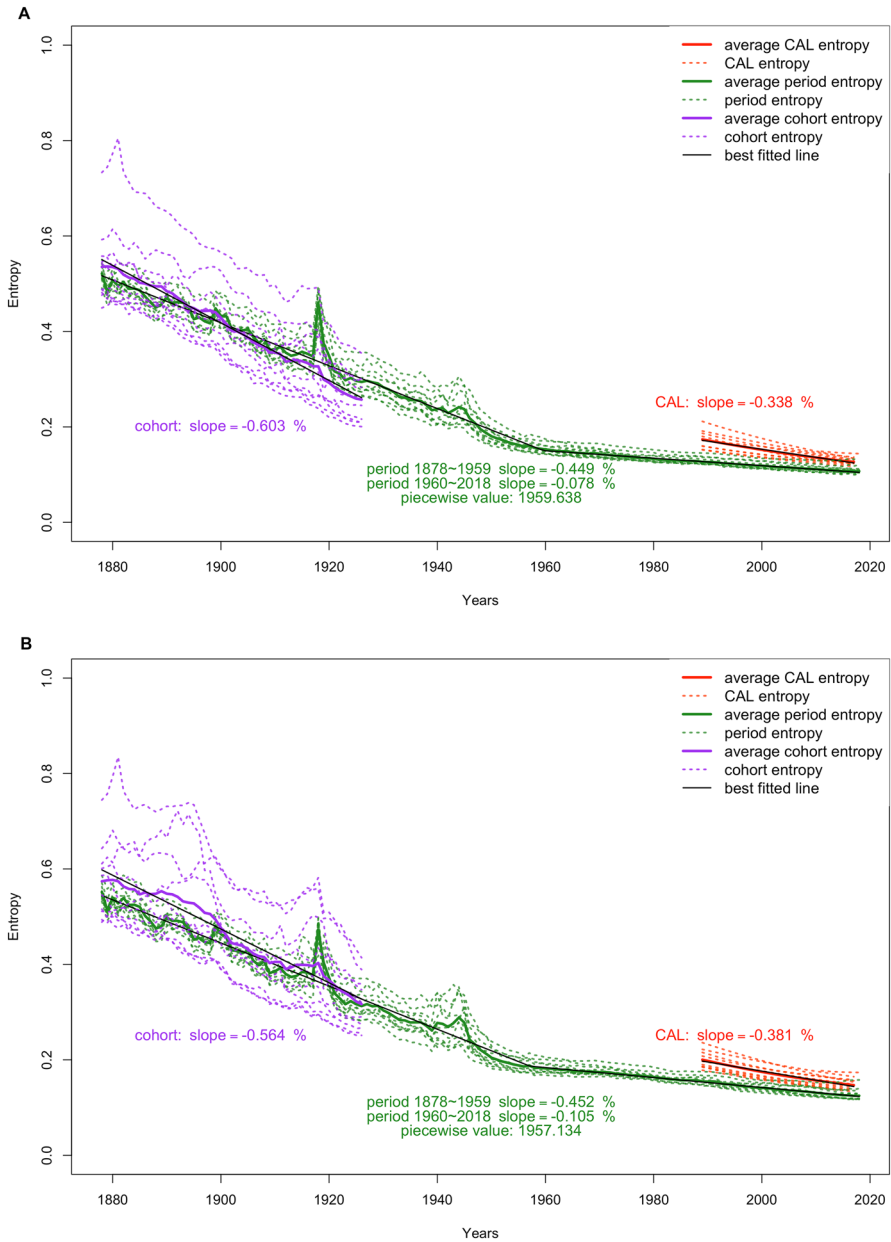 A
average CAL entropy
CAL entropy
average period entropy
period entropy
average cohort entropy
cohort entropy
best fitted line
1.0
0.8
0.6
0.4
0.2
0.0
Entropy
CAL: slope = -0.338 %
cohort: slope = -0.603 %
period 1878~1959 slope = -0.449 %
period 1960~2018 slope = -0.078 %
piecewise value: 1959.638
1880 1900 1920 1940 1960 1980 2000 2020
Years
B
average CAL entropy
CAL entropy
average period entropy
period entropy
average cohort entropy
cohort entropy
best fitted line
1.0
0.8
0.6
0.4
0.2
0.0
Entropy
cohort: slope = -0.564 %
CAL: slope = -0.381 %
period 1878~1959 slope = -0.452 %
period 1960~2018 slope = -0.105 %
piecewise value: 1957.134
1880 1900 1920 1940 1960 1980 2000 2020
Years